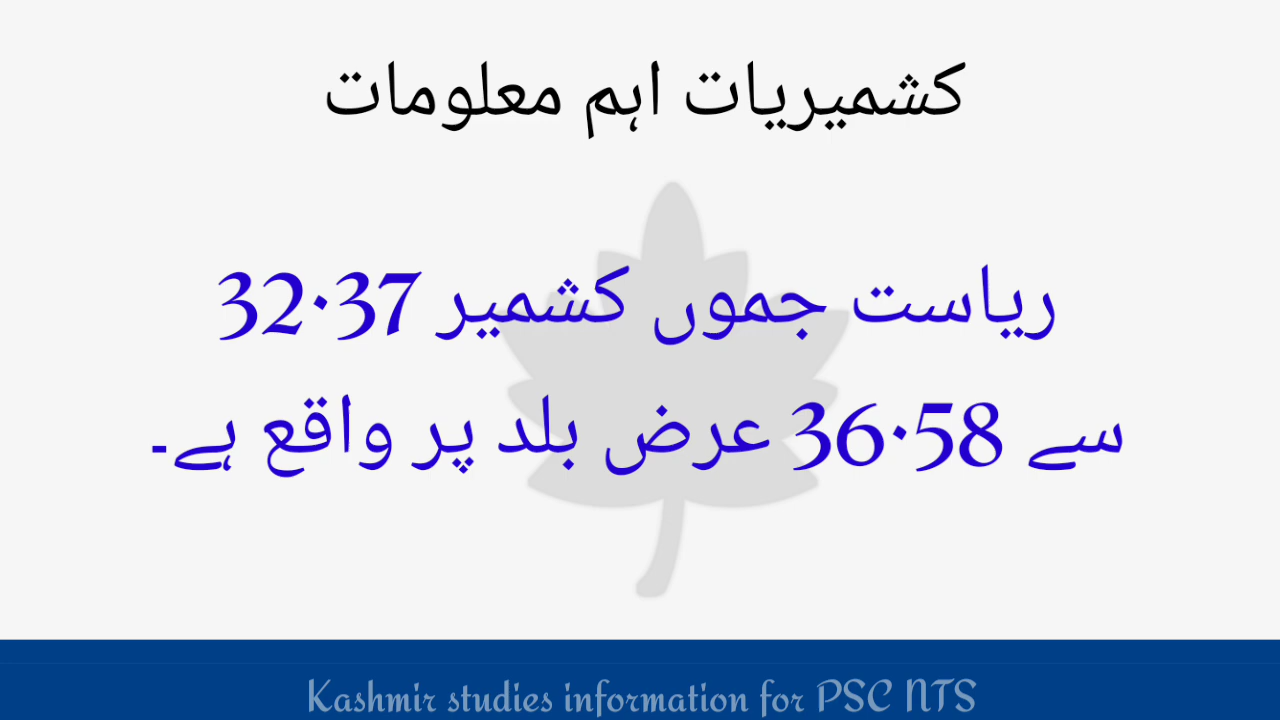 کشمیریات اہم معلومات
ریاست جموں کشمیر 32·37
سے 36·58 عرض بلد پر واقع ہے۔
Kashmir studies information for PSC NTS